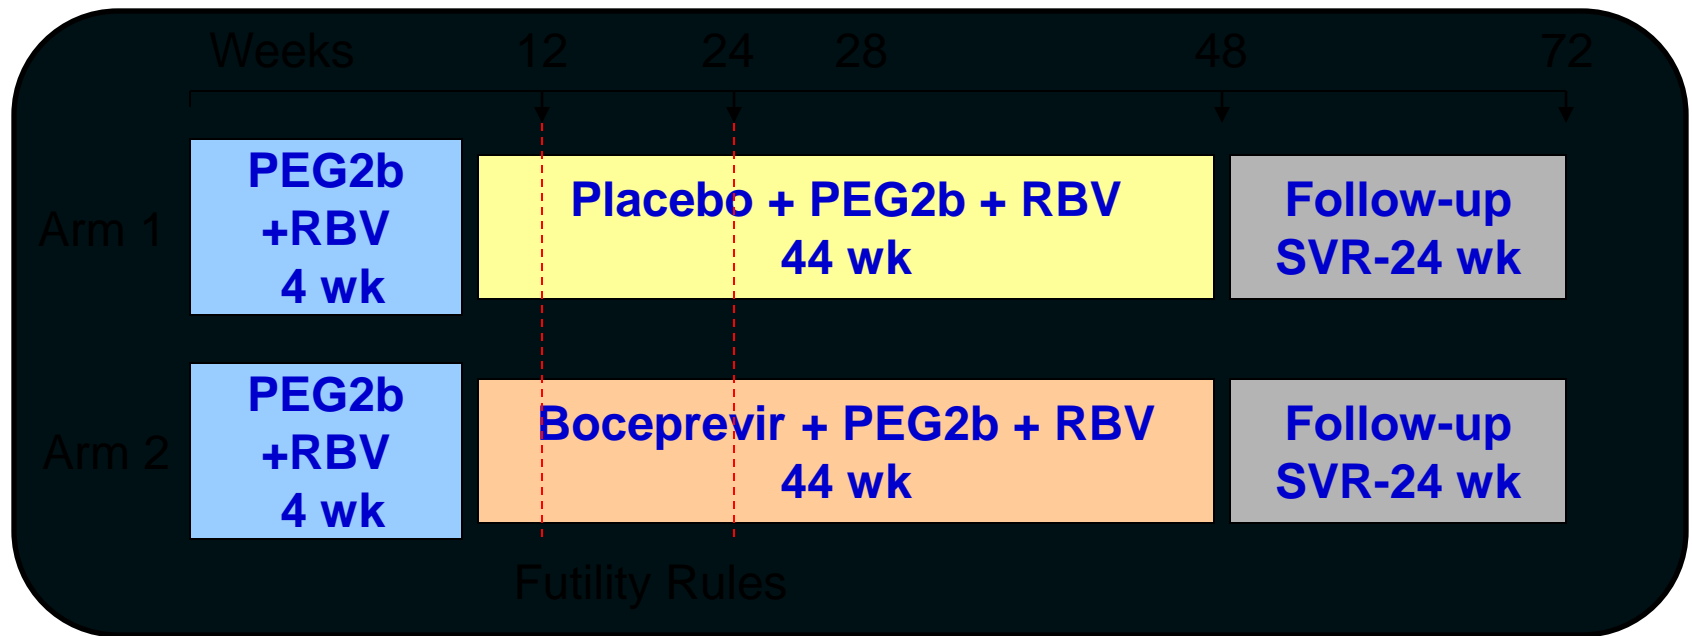 Weeks 12 24 28 48 72
Arm 1
PEG2b
+RBV
4 wk
Placebo + PEG2b + RBV
44 wk
Follow-up
SVR-24 wk
Arm 2
PEG2b
+RBV
4 wk
Boceprevir + PEG2b + RBV
44 wk
Follow-up
SVR-24 wk
Futility Rules